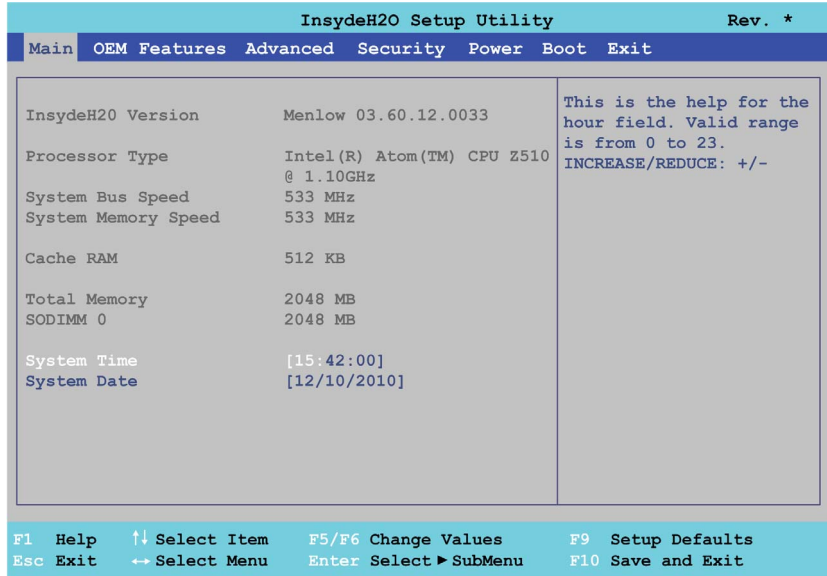 InsydeH2O Setup Utility Rev. *
Main OEM Features Advanced Security Power Boot Exit
InsydeH20 Version Menlow 03.60.12.0033
Processor Type Intel(R) Atom(TM) CPU Z510
@ 1.10GHz
System Bus Speed 533 MHz
System Memory Speed 533 MHz
Cache RAM 512 KB
Total Memory 2048 MB
SODIMM 0 2048 MB
System Time [15:42:00]
System Date [12/10/2010]
This is the help for the
hour field. Valid range
is from 0 to 23.
INCREASE/REDUCE: +/-
F1 Help ↑↓ Select Item F5/F6 Change Values F9 Setup Defaults
Esc Exit ↔ Select Menu Enter Select ▶ SubMenu F10 Save and Exit